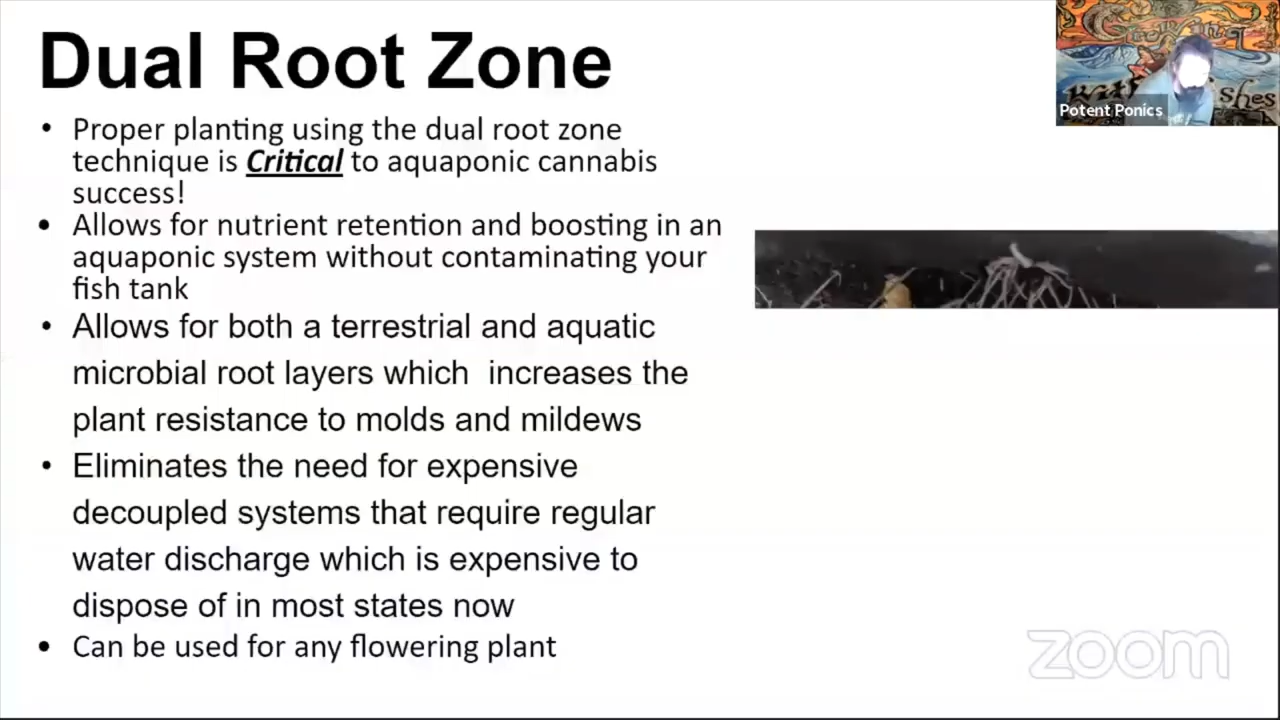 Dual Root Zone
• Proper planting using the dual root zone
technique is Critical to aquaponic cannabis
success!
• Allows for nutrient retention and boosting in an
aquaponic system without contaminating your
fish tank
• Allows for both a terrestrial and aquatic
microbial root layers which  increases the
plant resistance to molds and mildews
• Eliminates the need for expensive
decoupled systems that require regular
water discharge which is expensive to
dispose of in most states now
• Can be used for any flowering plant
Potent Ponics
zoom